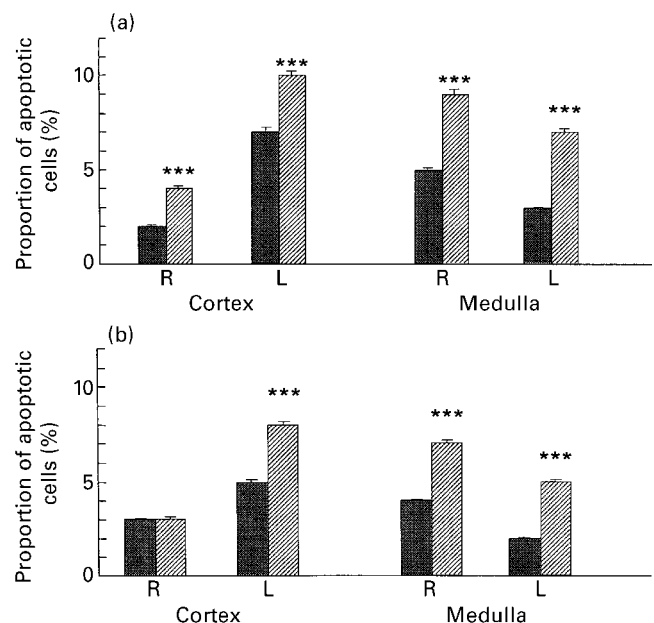 (a)
Proportion of apoptotic
cells (%)
10
5
0
***
***
***
***
R
L
R
L
Cortex
Medulla
(b)
Proportion of apoptotic
cells (%)
10
5
0
***
***
***
R
L
R
L
Cortex
Medulla